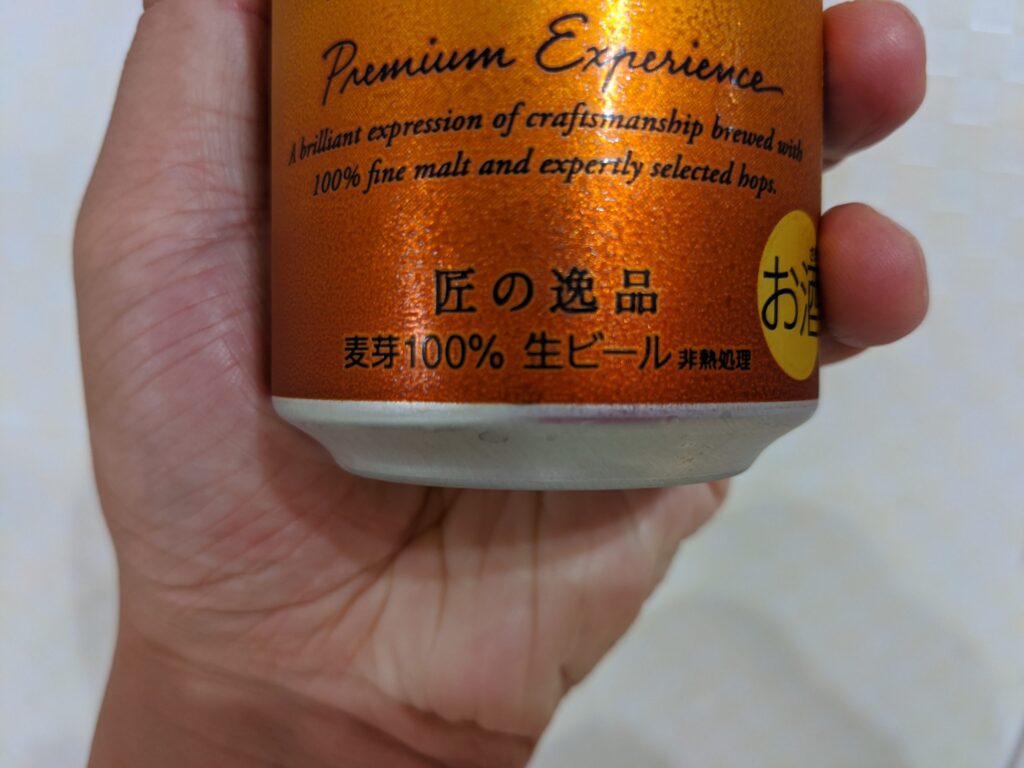 Premium Experience
A brilliant expression of craftsmanship brewed with
100% fine malt and expertly selected hops.
匠の逸品
麦芽100% 生ビール 非熱処理
お酒